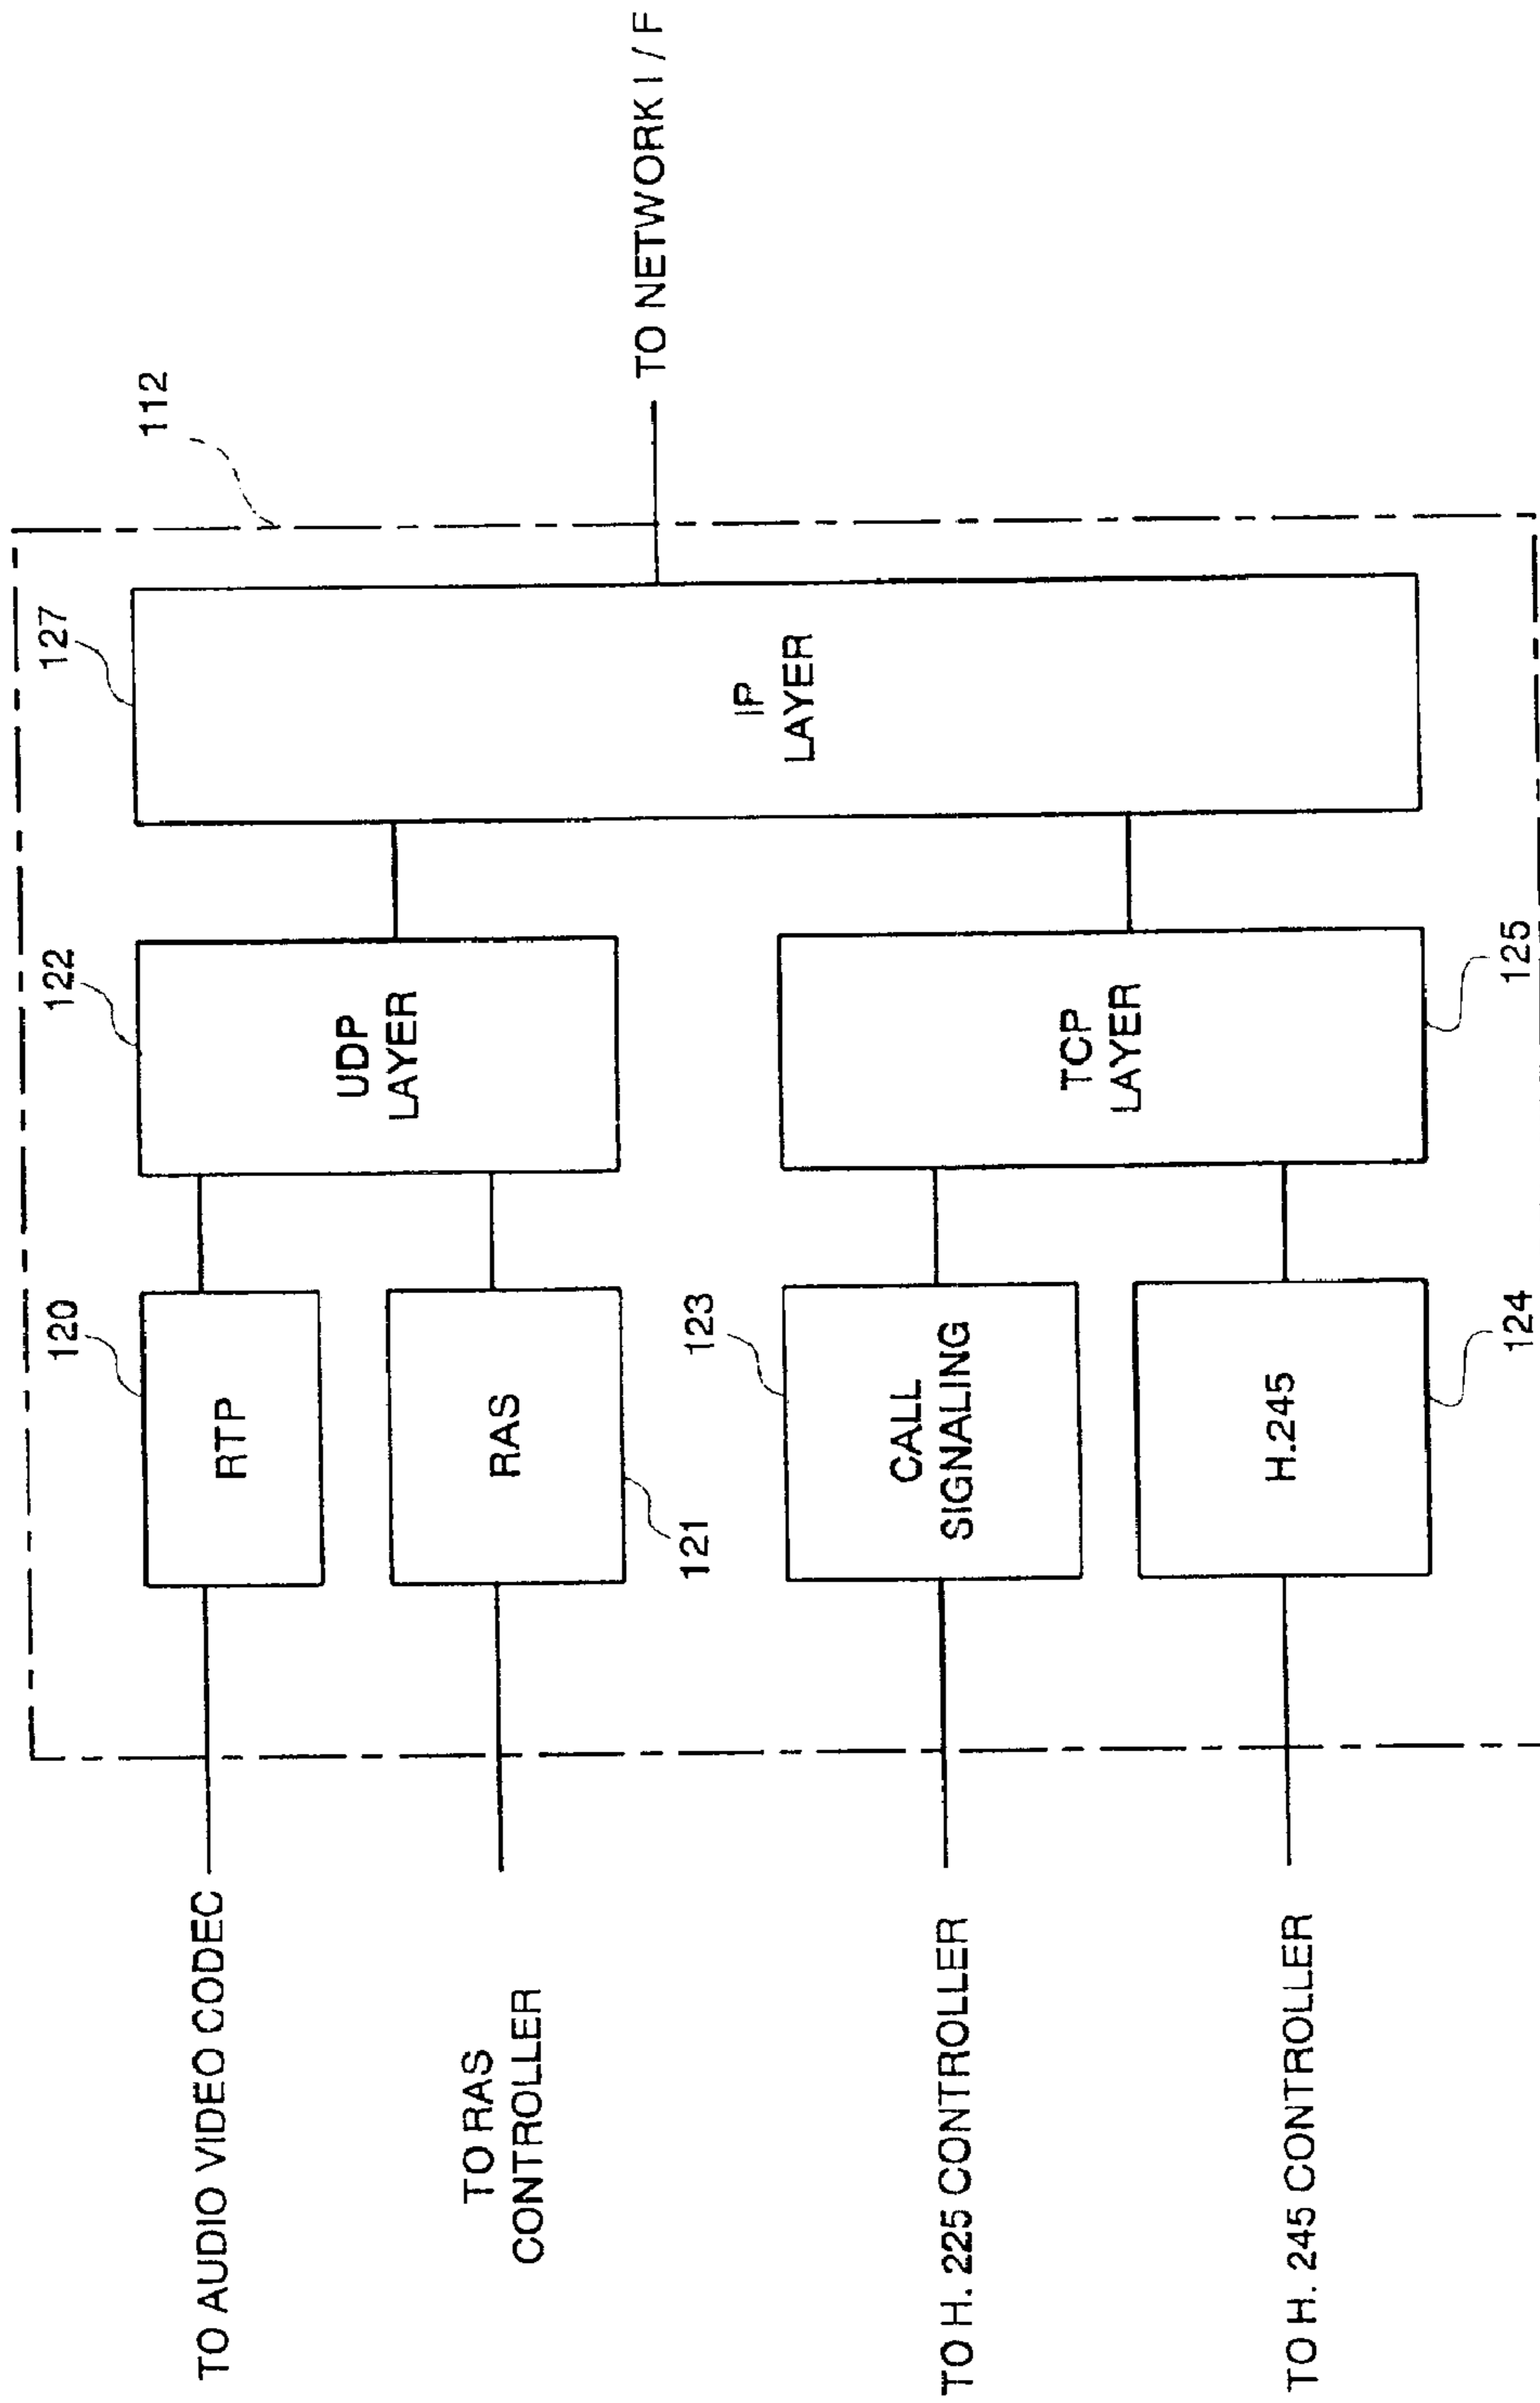 112
127
IP
LAYER
TO NETWORK I / F
122
UDP
LAYER
TCP
LAYER
125
120
RTP
RAS
121
123
CALL
SIGNALING
H.245
124
TO AUDIO VIDEO CODEC
TO RAS
CONTROLLER
TO H. 225 CONTROLLER
TO H. 245 CONTROLLER